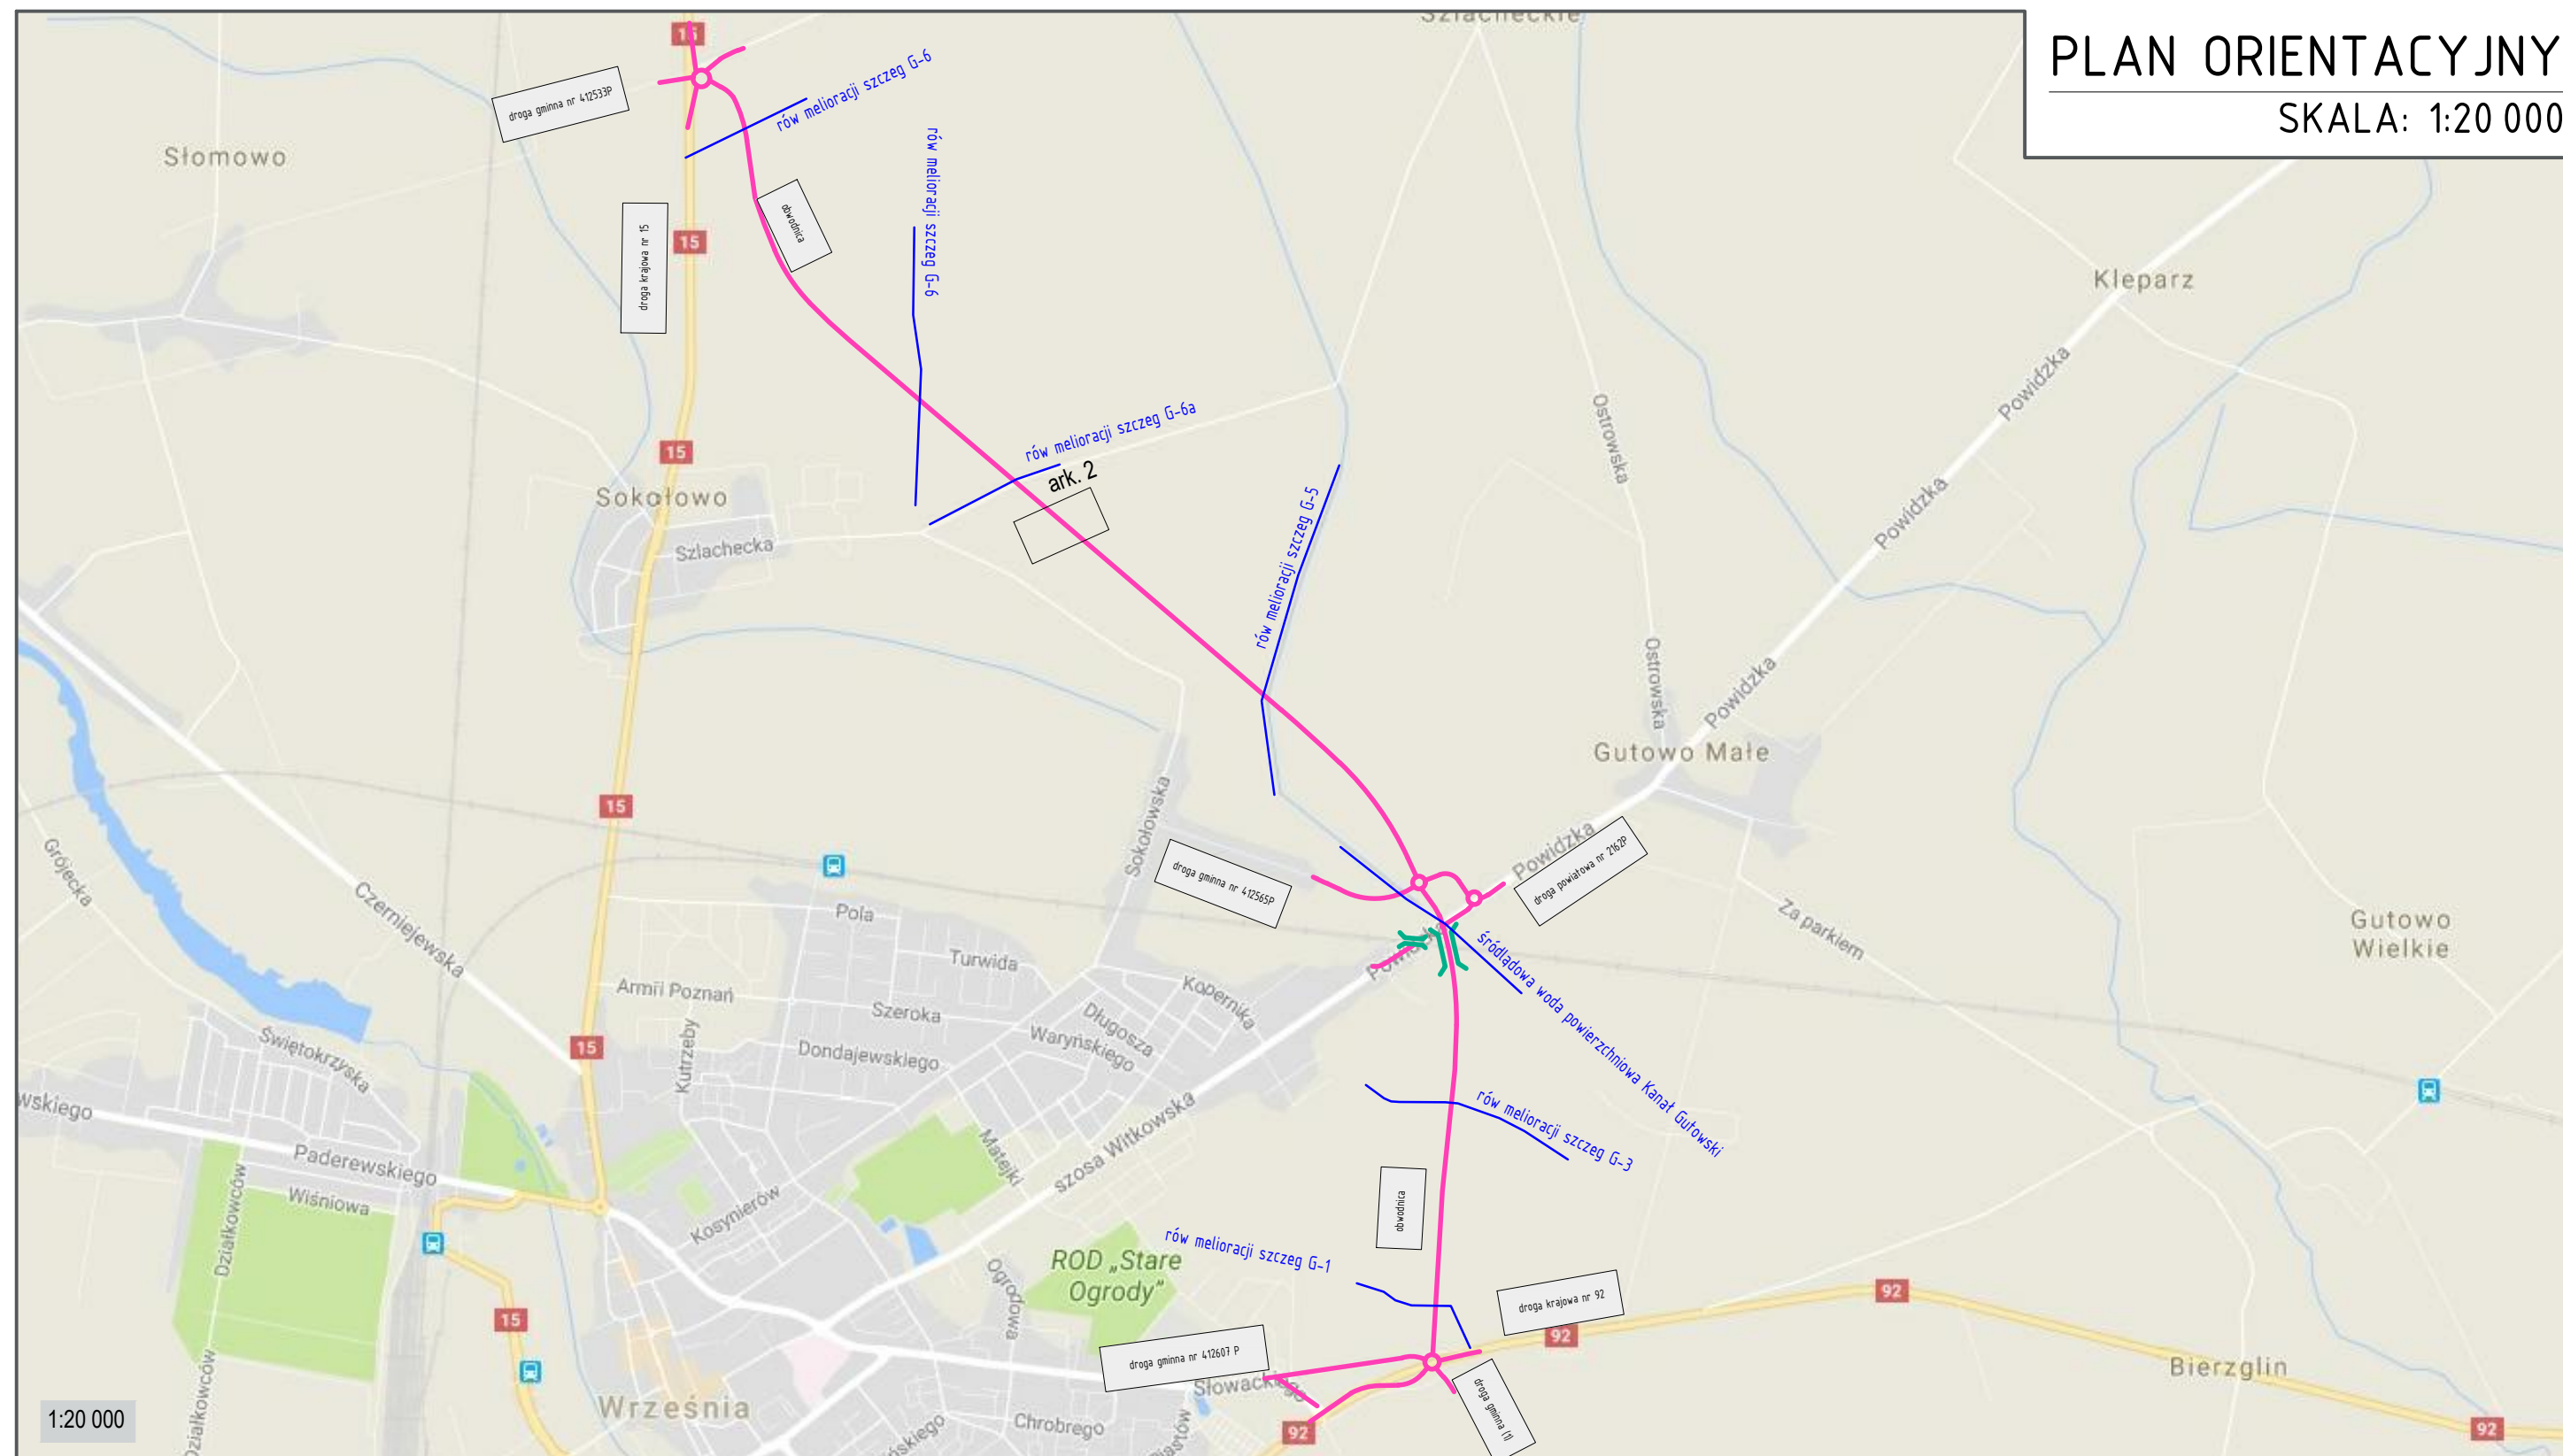 PLAN ORIENTACYJNY
SKALA: 1:20 000
Szlacheckie
15
droga gminna nr 412533P
rów melioracji szczeg G-6
Słomowo
rów melioracji szczeg G-6
obwodnica
droga krajowa nr 15
15
Kleparz
Powidzka
Ostrowska
rów melioracji szczeg G-6a
15
ark. 2
Sokołowo
Szlachecka
rów melioracji szczeg G-5
Powidzka
Ostrowska
Powidzka
Gutowo Małe
15
Sokołowska
Powidzka
droga powiatowa nr 2162P
droga gminna nr 412565P
Grójecka
Czerniejewska
Pola
Turwida
Za parkiem
Gutowo
Wielkie
Armii Poznań
Szeroka
Kopernika
Długosza
Waryńskiego
Dondajewskiego
Kutrzeby
śródlądowa woda powierzchniowa Kanał Gutowski
15
Świętokrzyska
wskiego
Paderewskiego
Wiśniowa
Działkowców
Matejki
szosa Witkowska
rów melioracji szczeg G-3
Kosynierów
obwodnica
rów melioracji szczeg G-1
ROD „Stare
Ogrody”
Ogrodowa
droga krajowa nr 92
92
92
15
droga gminna nr 412607 P
Słowackiego
droga gminna (1)
Bierzglin
Działkowców
Września
Chrobrego
ńskiego
iastów
92
92
1:20 000